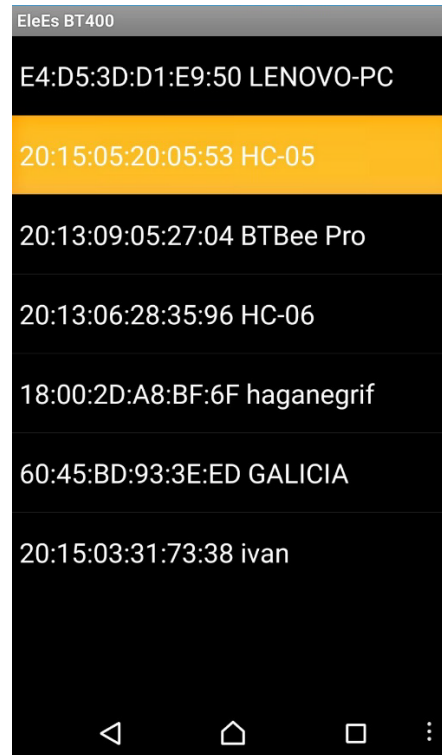 EleEs BT400
E4:D5:3D:D1:E9:50 LENOVO-PC
20:15:05:20:05:53 HC-05
20:13:09:05:27:04 BTBee Pro
20:13:06:28:35:96 HC-06
18:00:2D:A8:BF:6F haganegrif
60:45:BD:93:3E:ED GALICIA
20:15:03:31:73:38 ivan